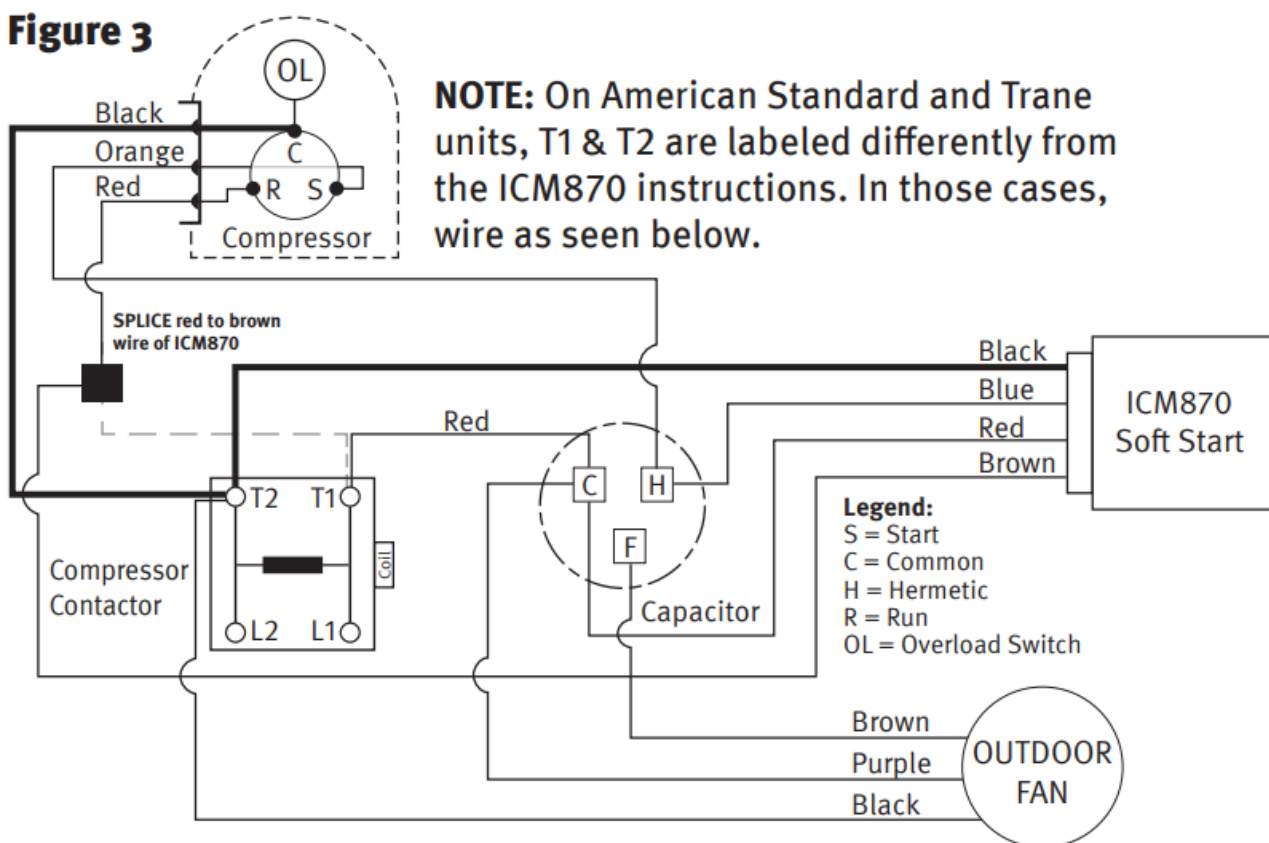 Figure 3
OL
NOTE: On American Standard and Trane
units, T1 & T2 are labeled differently from
the ICM870 instructions. In those cases,
wire as seen below.
Black
Orange
Red
C
R S
Compressor
SPLICE red to brown
wire of ICM870
Black
Blue
Red
Brown
ICM870
Soft Start
Red
C H
F
T2 T1
Coil
L2 L1
Compressor
Contactor
Capacitor
Legend:
S = Start
C = Common
H = Hermetic
R = Run
OL = Overload Switch
Brown
Purple
Black
OUTDOOR
FAN